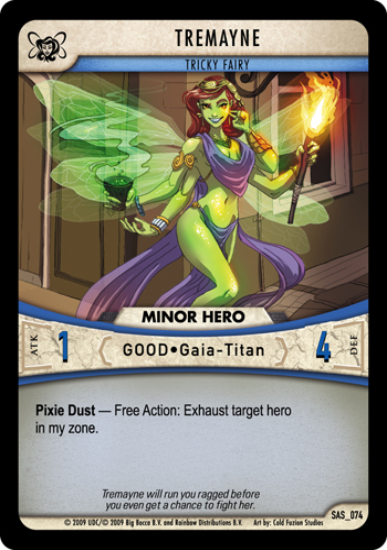 TREMAYNE
TRICKY FAIRY
MINOR HERO
ATK 1 GOOD•Gaia-Titan 4 DEF
Pixie Dust — Free Action: Exhaust target hero
in my zone.
Tremayne will run you ragged before
you even get a chance to fight her.
SAS_074
© 2009 UDC/© 2009 Big Bocca B.V. and Rainbow Distributions B.V. Art by: Cold Fuzion Studios